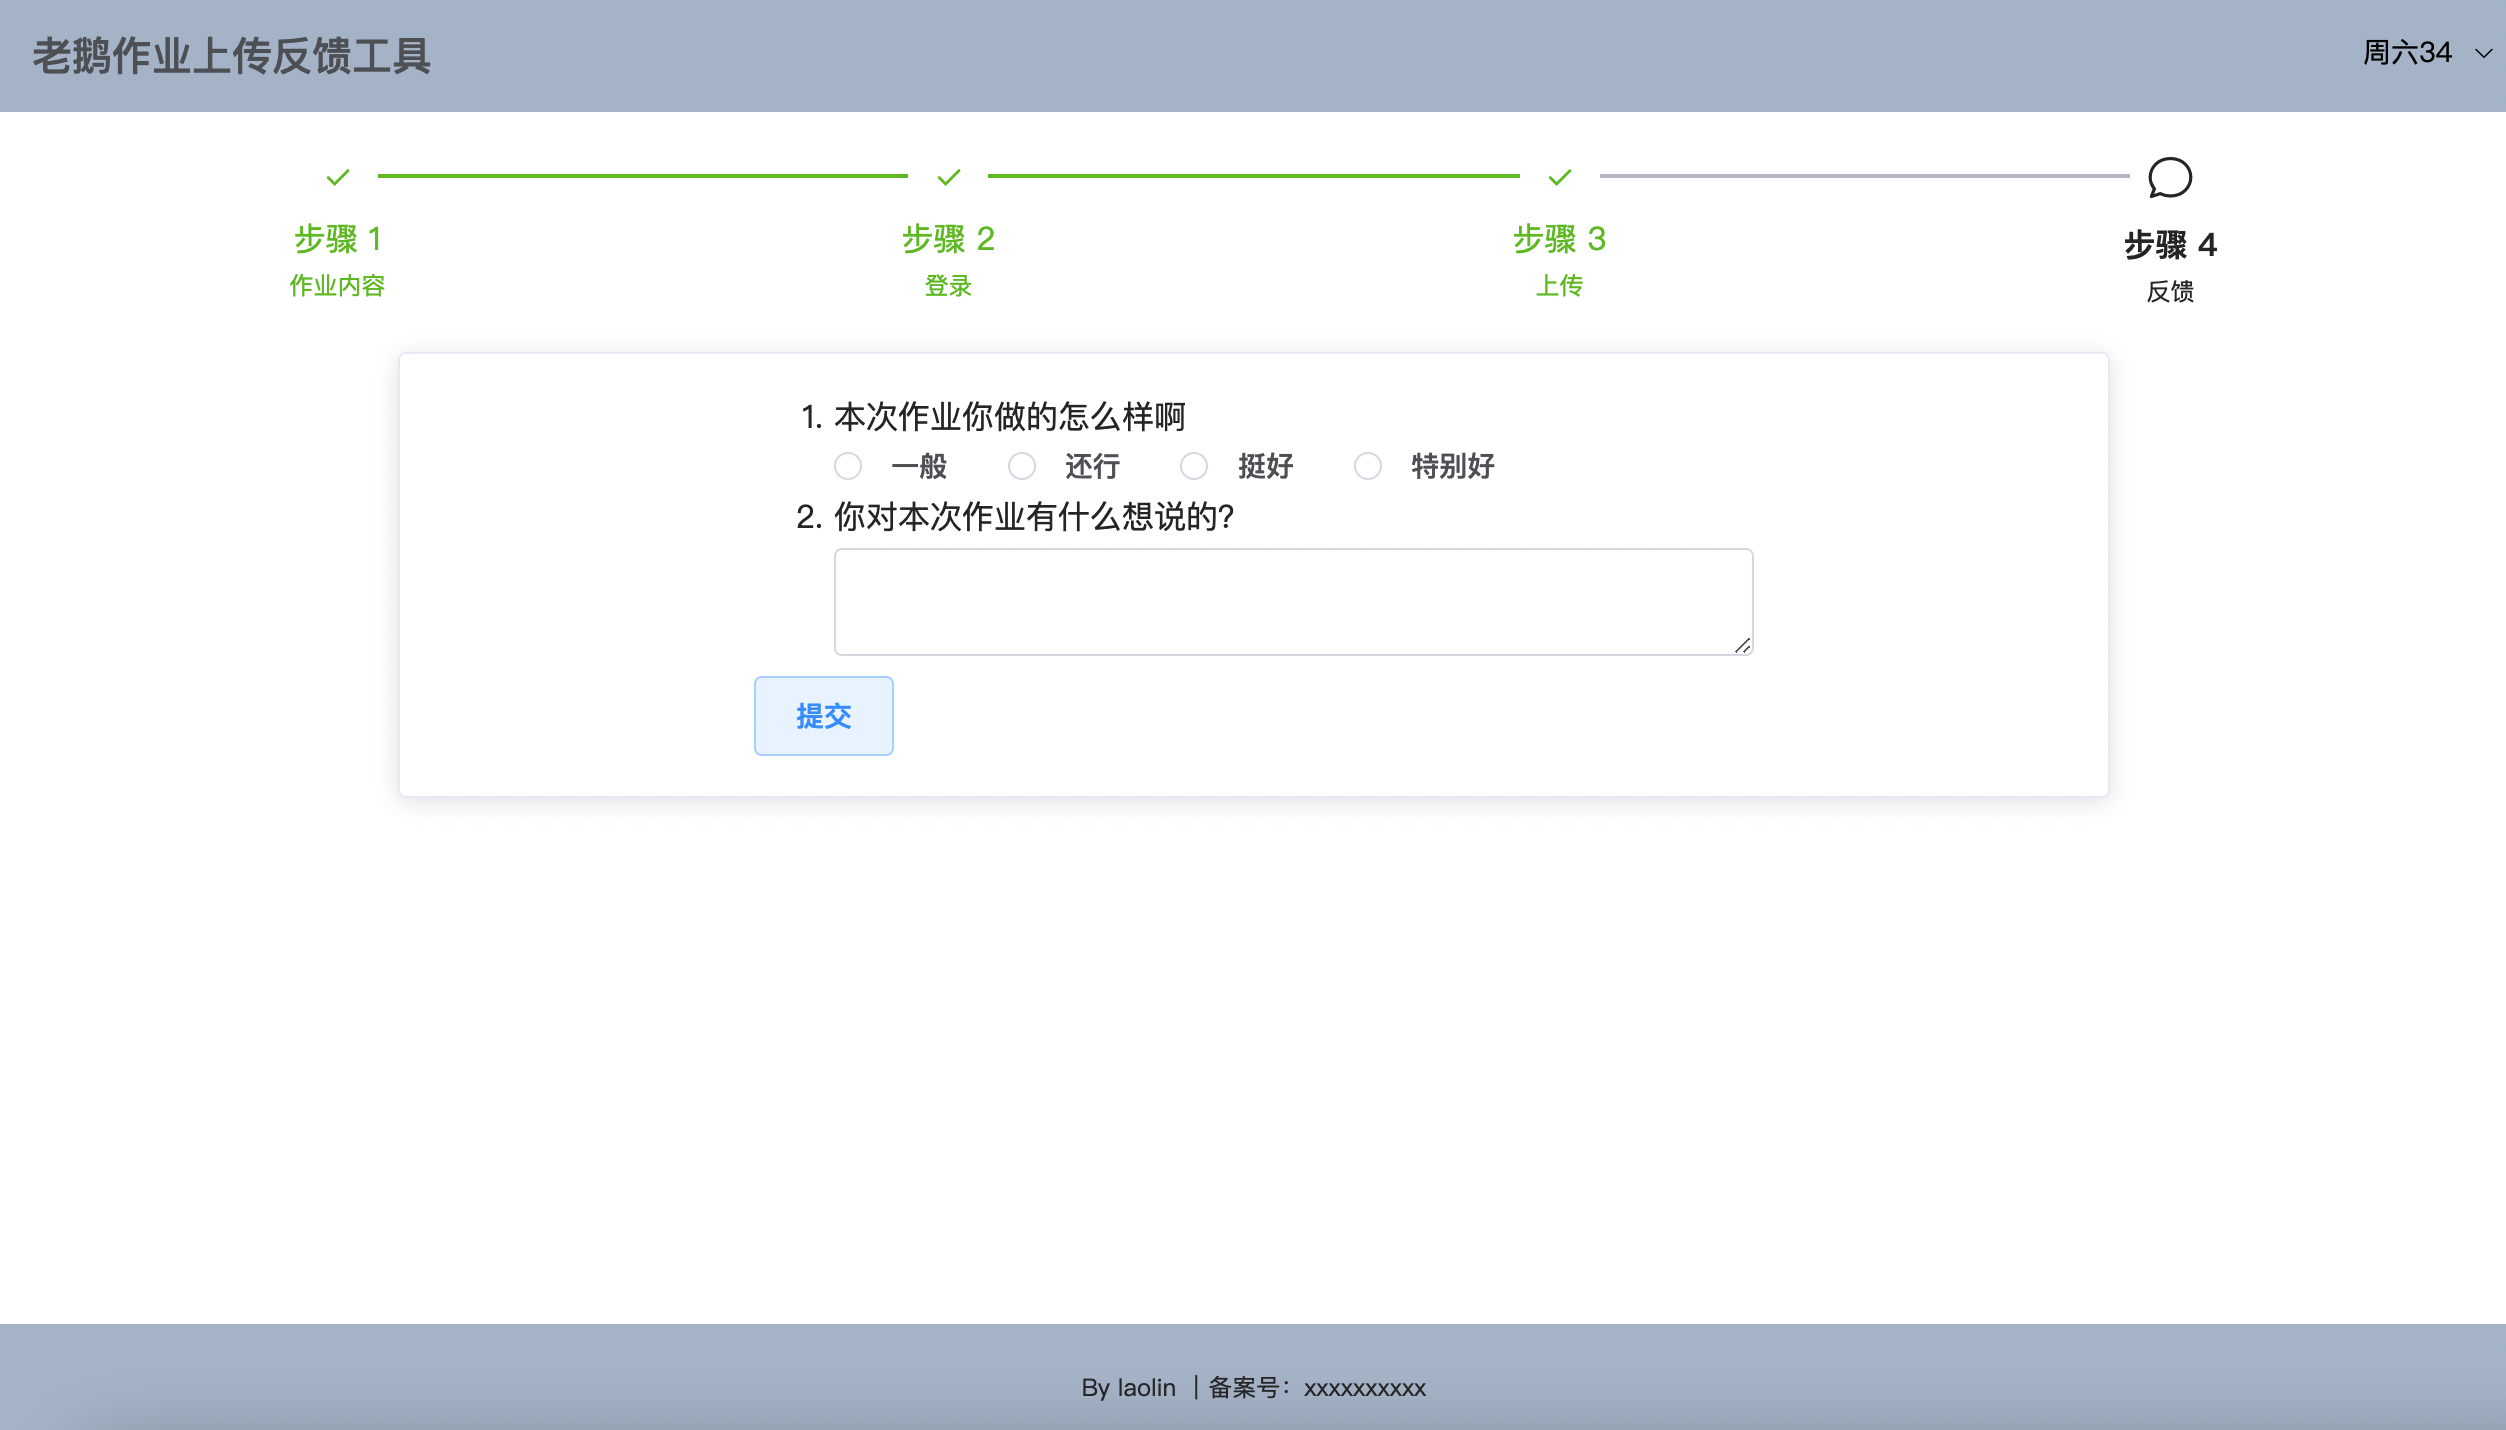 老鹅作业上传反馈工具
周六34
步骤 1
作业内容
步骤 2
登录
步骤 3
上传
步骤 4
反馈
1. 本次作业你做的怎么样啊
一般 还行 挺好 特别好
2. 你对本次作业有什么想说的?
提交
By laolin ｜备案号：xxxxxxxxxx